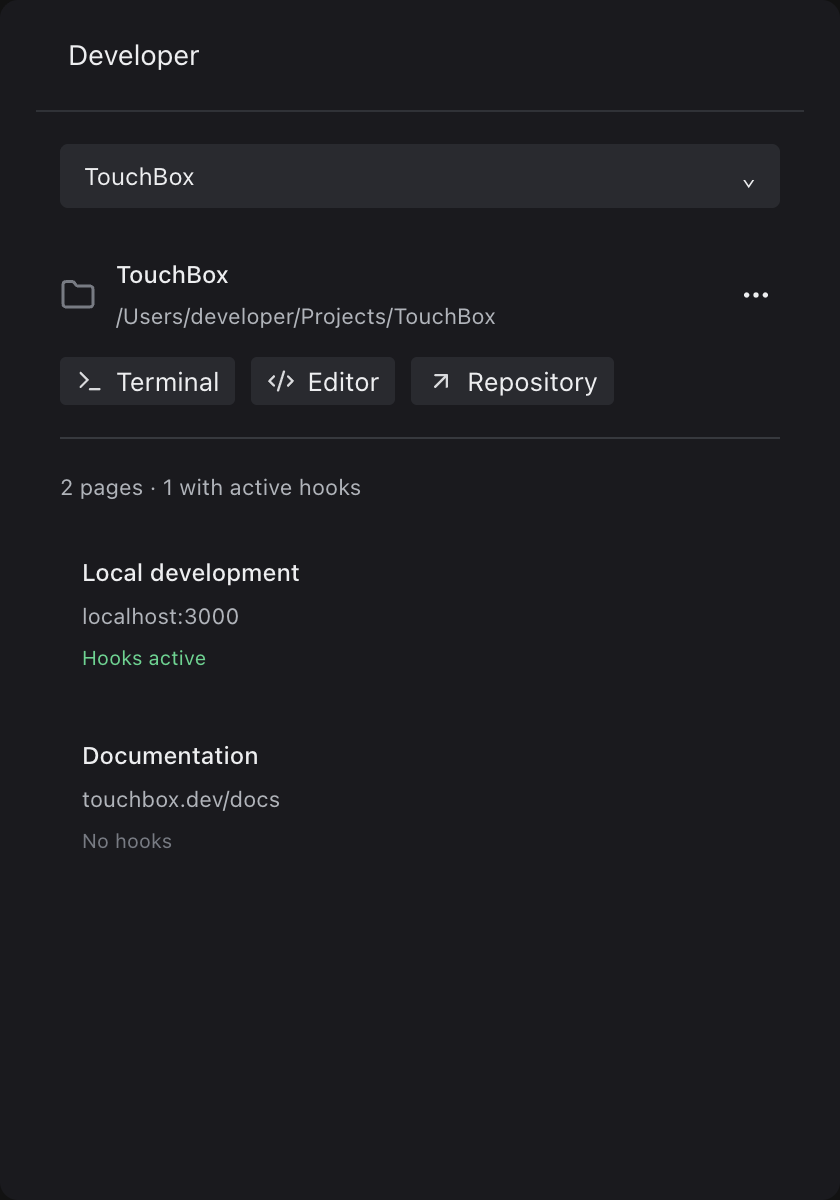 Developer
TouchBox
TouchBox
/Users/developer/Projects/TouchBox
Terminal
Editor
Repository
2 pages · 1 with active hooks
Local development
localhost:3000
Hooks active
Documentation
touchbox.dev/docs
No hooks